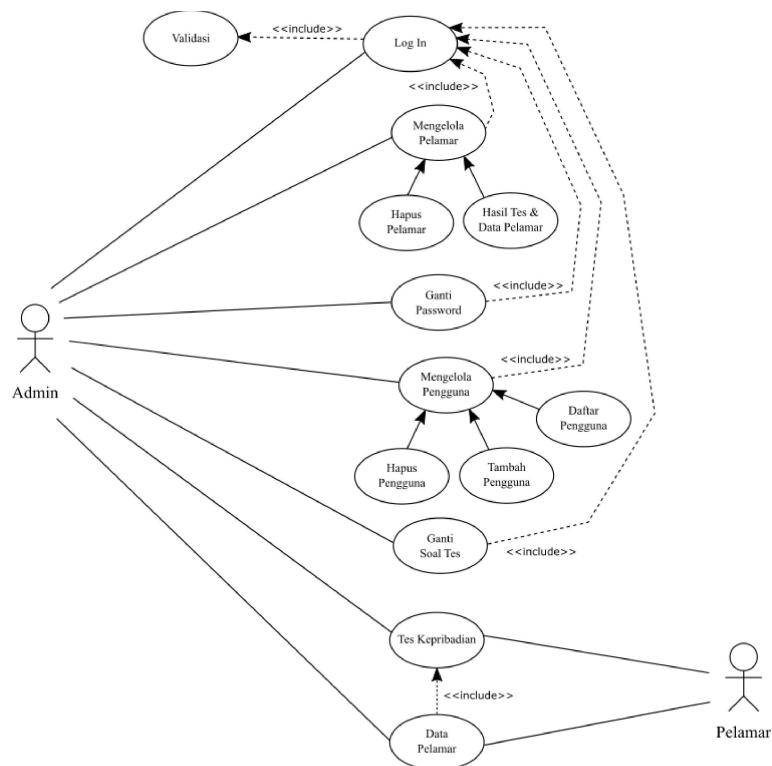 <<include>>
Validasi
Log In
<<include>>
Mengelola
Pelamar
Hapus
Pelamar
Hasil Tes &
Data Pelamar
<<include>>
Ganti
Password
<<include>>
Admin
Mengelola
Pengguna
Daftar
Pengguna
Hapus
Pengguna
Tambah
Pengguna
Ganti
Soal Tes
<<include>>
Tes Kepribadian
<<include>>
Data
Pelamar
Pelamar